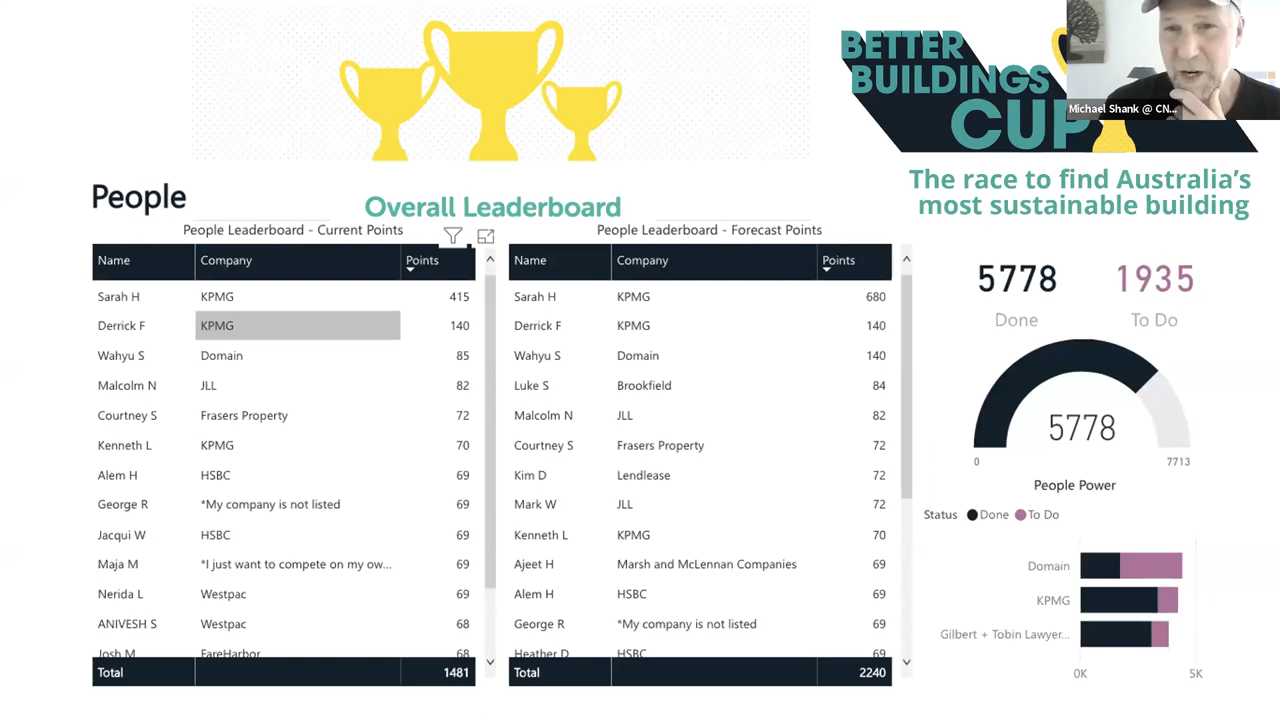 BETTER
BUILDINGS
CUP
Michael Shank @ CN...
The race to find Australia's
most sustainable building
People
Overall Leaderboard
People Leaderboard - Current Points
Name Company Points
Sarah H KPMG 415
Derrick F KPMG 140
Wahyu S Domain 85
Malcolm N JLL 82
Courtney S Frasers Property 72
Kenneth L KPMG 70
Alem H HSBC 69
George R *My company is not listed 69
Jacqui W HSBC 69
Maja M *I just want to compete on my ow... 69
Nerida L Westpac 69
ANIVESH S Westpac 68
Josh M FareHarbor 68
Total 1481
People Leaderboard - Forecast Points
Name Company Points
Sarah H KPMG 680
Derrick F KPMG 140
Wahyu S Domain 140
Luke S Brookfield 84
Malcolm N JLL 82
Courtney S Frasers Property 72
Kim D Lendlease 72
Mark W JLL 72
Kenneth L KPMG 70
Ajeet H Marsh and McLennan Companies 69
Alem H HSBC 69
George R *My company is not listed 69
Heather D HSBC 69
Total 2240
5778 1935
Done To Do
5778
0 7713
People Power
Status Done To Do
Domain
KPMG
Gilbert + Tobin Lawyer...
0K 5K